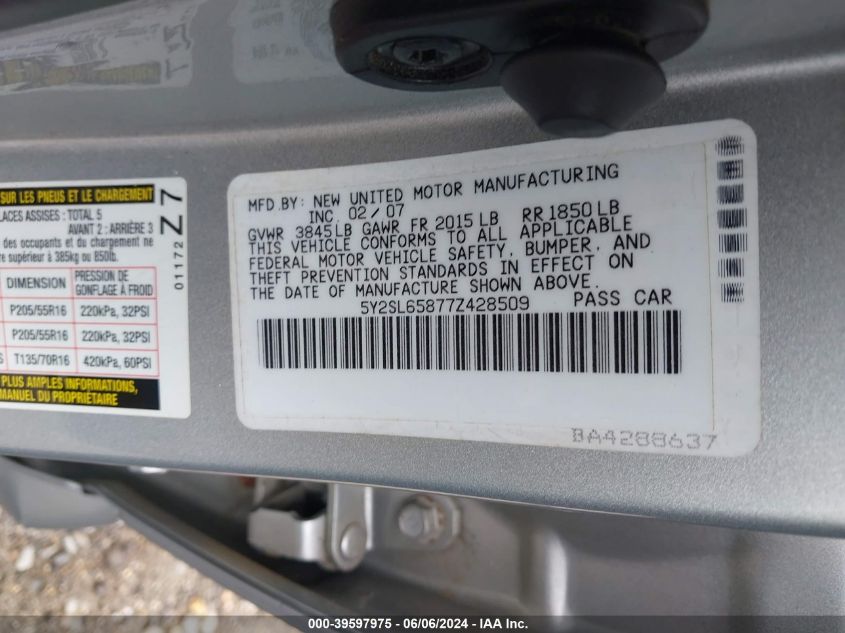 SUR LES PNEUS ET LE CHARGEMENT
LACES ASSISES : TOTAL 5
AVANT 2 : ARRIÈRE 3
des occupants et du chargement ne
re supérieur à 385kg ou 850lb.
DIMENSION PRESSION DE GONFLAGE À FROID
P205/55R16 220kPa, 32PSI
P205/55R16 220kPa, 32PSI
S T135/70R16 420kPa, 60PSI
PLUS AMPLES INFORMATIONS,
MANUEL DU PROPRIÉTAIRE
01172 Z7
MFD BY: NEW UNITED MOTOR MANUFACTURING
INC. 02/07
GVWR 3845LB GAWR FR 2015 LB RR 1850 LB
THIS VEHICLE CONFORMS TO ALL APPLICABLE
FEDERAL MOTOR VEHICLE SAFETY, BUMPER, AND
THEFT PREVENTION STANDARDS IN EFFECT ON
THE DATE OF MANUFACTURE SHOWN ABOVE.
5Y2SL65877Z428509 PASS CAR
BA4288637
000-39597975 - 06/06/2024 - IAA Inc.